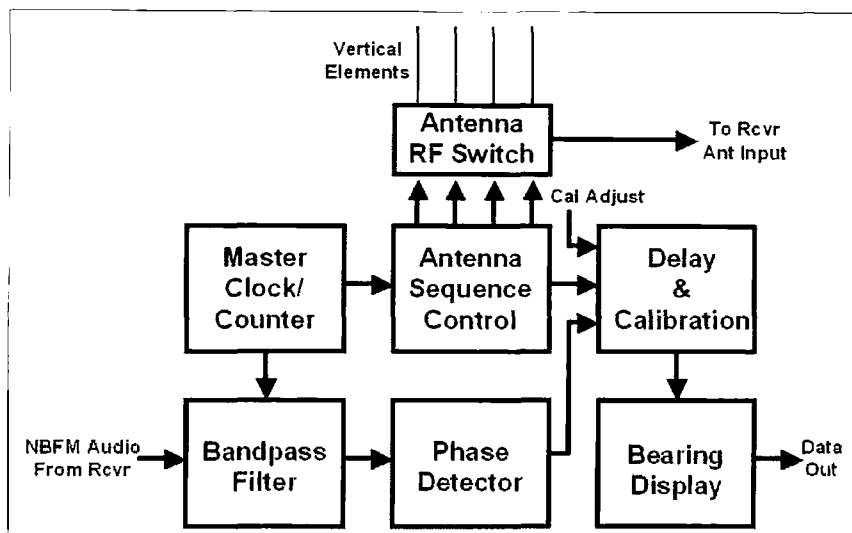 Vertical
Elements
Antenna
RF Switch
To Rcvr
Ant Input
Cal Adjust
Master
Clock/
Counter
Antenna
Sequence
Control
Delay
&
Calibration
NBFM Audio
From Rcvr
Bandpass
Filter
Phase
Detector
Bearing
Display
Data
Out